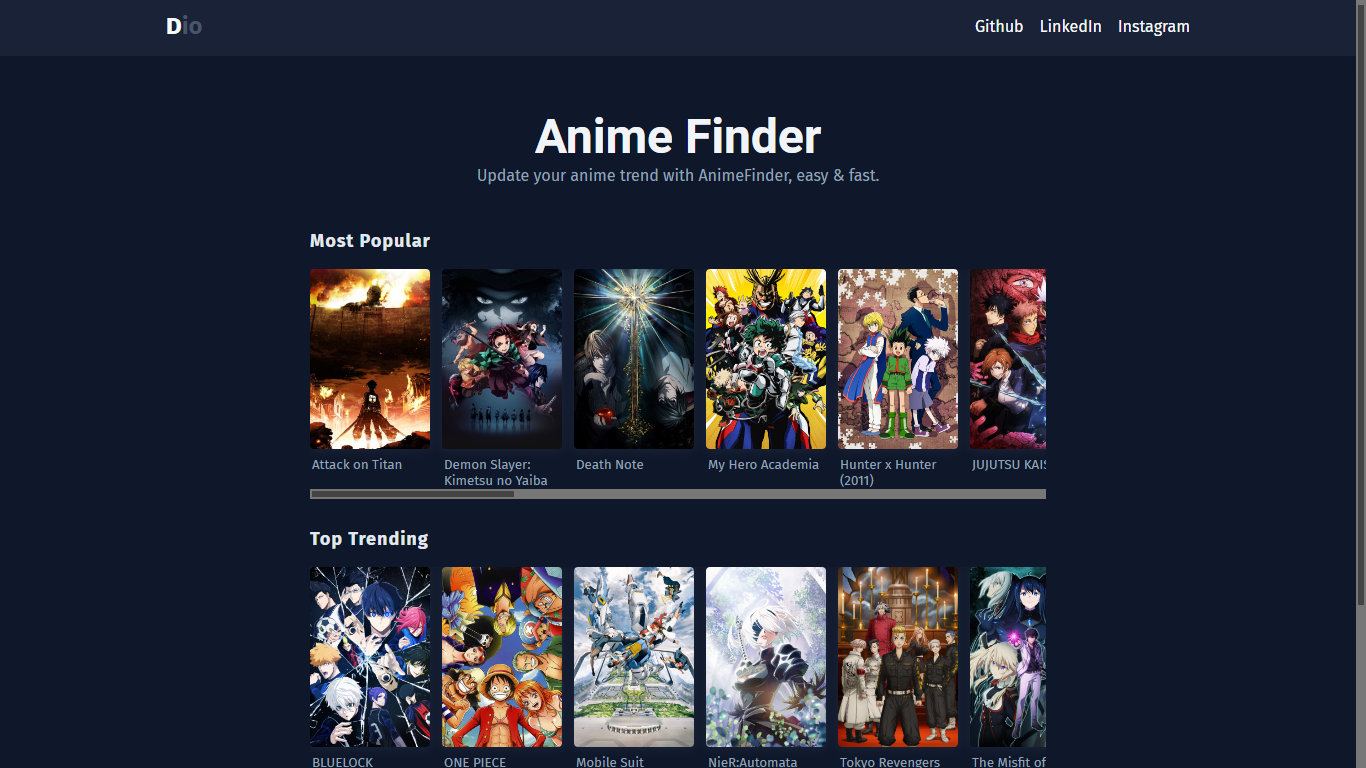 Dio
Github LinkedIn Instagram
Anime Finder
Update your anime trend with AnimeFinder, easy & fast.
Most Popular
Attack on Titan
Demon Slayer:
Kimetsu no Yaiba
Death Note
My Hero Academia
Hunter x Hunter
(2011)
JUJUTSU KAIS
Top Trending
BLUELOCK
ONE PIECE
Mobile Suit
NieR:Automata
Tokyo Revengers
The Misfit of